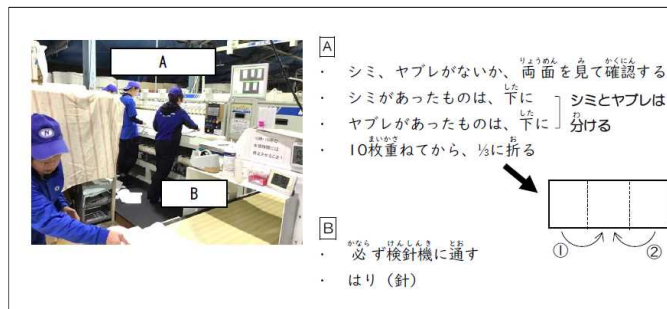 A
B
A
・ シミ、ヤブレがないか、両面を見て確認する
・ シミがあったものは、下に
・ ヤブレがあったものは、下に
シミとヤブレは
分ける
・ 10枚重ねてから、⅓に折る
① ②
B
・ 必ず検針機に通す
・ はり（針）